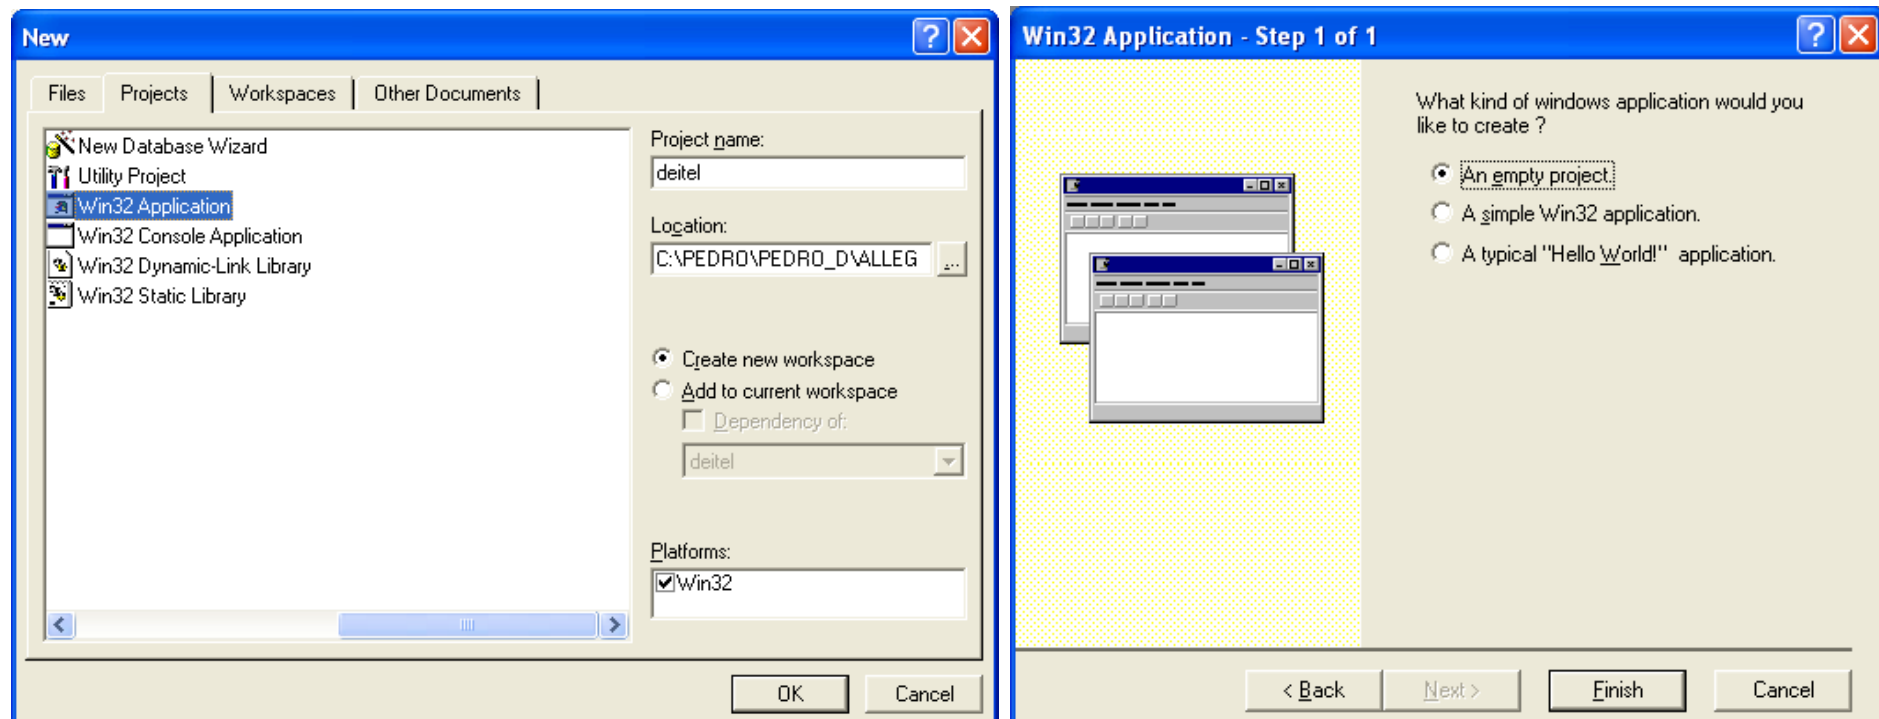 New
Files
Projects
Workspaces
Other Documents
New Database Wizard
Utility Project
Win32 Application
Win32 Console Application
Win32 Dynamic-Link Library
Win32 Static Library
Project name:
deitel
Location:
C:\PEDRO\PEDRO_D\ALLEG
...
Create new workspace
Add to current workspace
Dependency of:
deitel
Platforms:
Win32
OK
Cancel
Win32 Application - Step 1 of 1
What kind of windows application would you
like to create ?
An empty project.
A simple Win32 application.
A typical "Hello World!" application.
< Back
Next >
Finish
Cancel